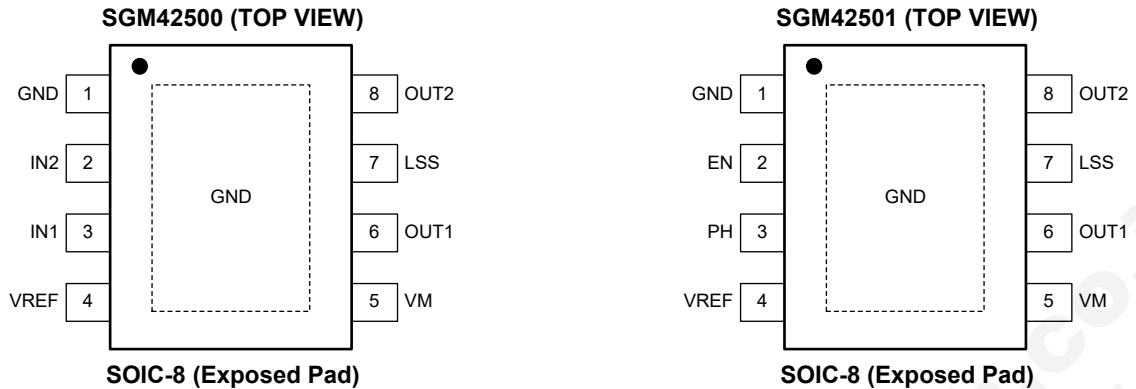 SGM42500 (TOP VIEW)
GND 1
IN2 2
IN1 3
VREF 4
GND
8 OUT2
7 LSS
6 OUT1
5 VM
SOIC-8 (Exposed Pad)
SGM42501 (TOP VIEW)
GND 1
EN 2
PH 3
VREF 4
GND
8 OUT2
7 LSS
6 OUT1
5 VM
SOIC-8 (Exposed Pad)